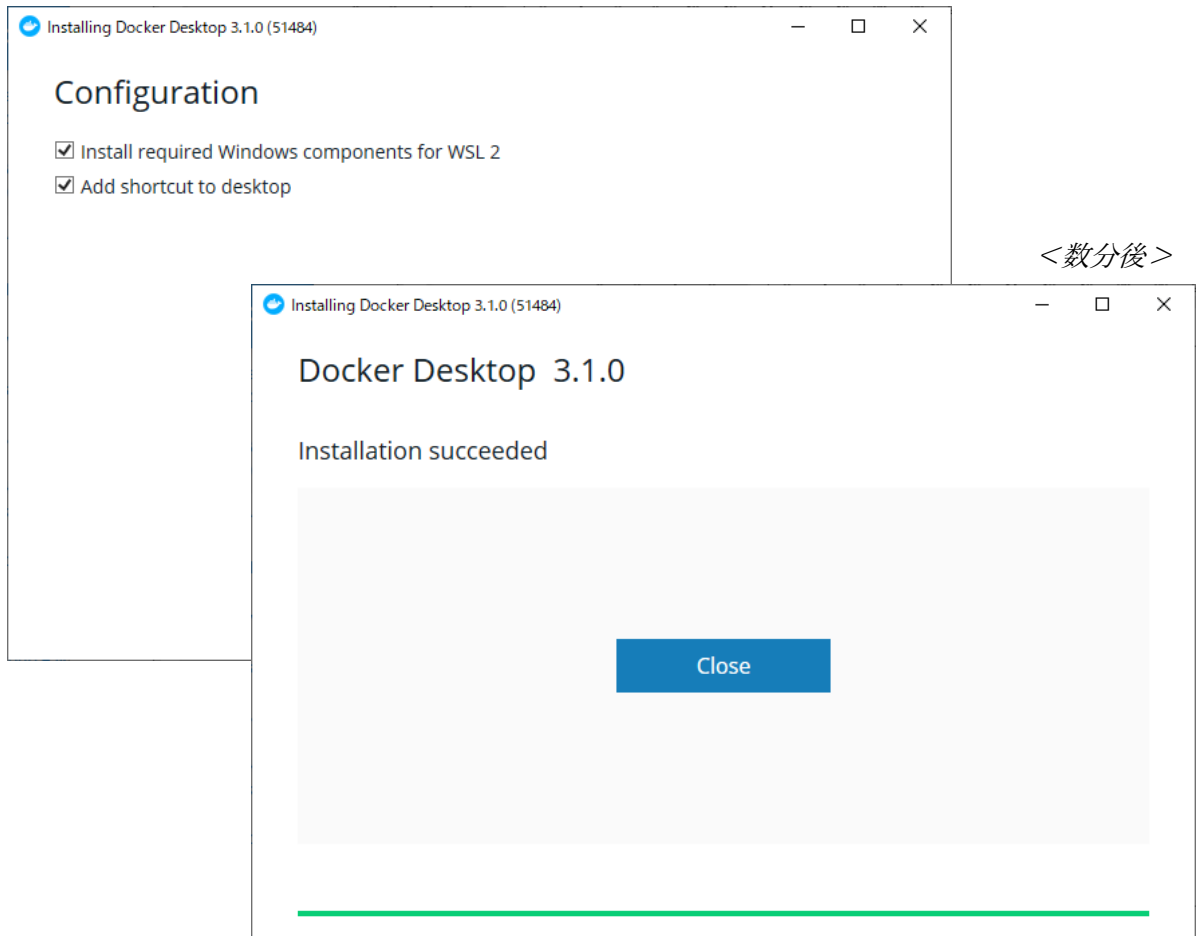 Installing Docker Desktop 3.1.0 (51484)
Configuration
Install required Windows components for WSL 2
Add shortcut to desktop
＜数分後＞
Installing Docker Desktop 3.1.0 (51484)
Docker Desktop 3.1.0
Installation succeeded
Close